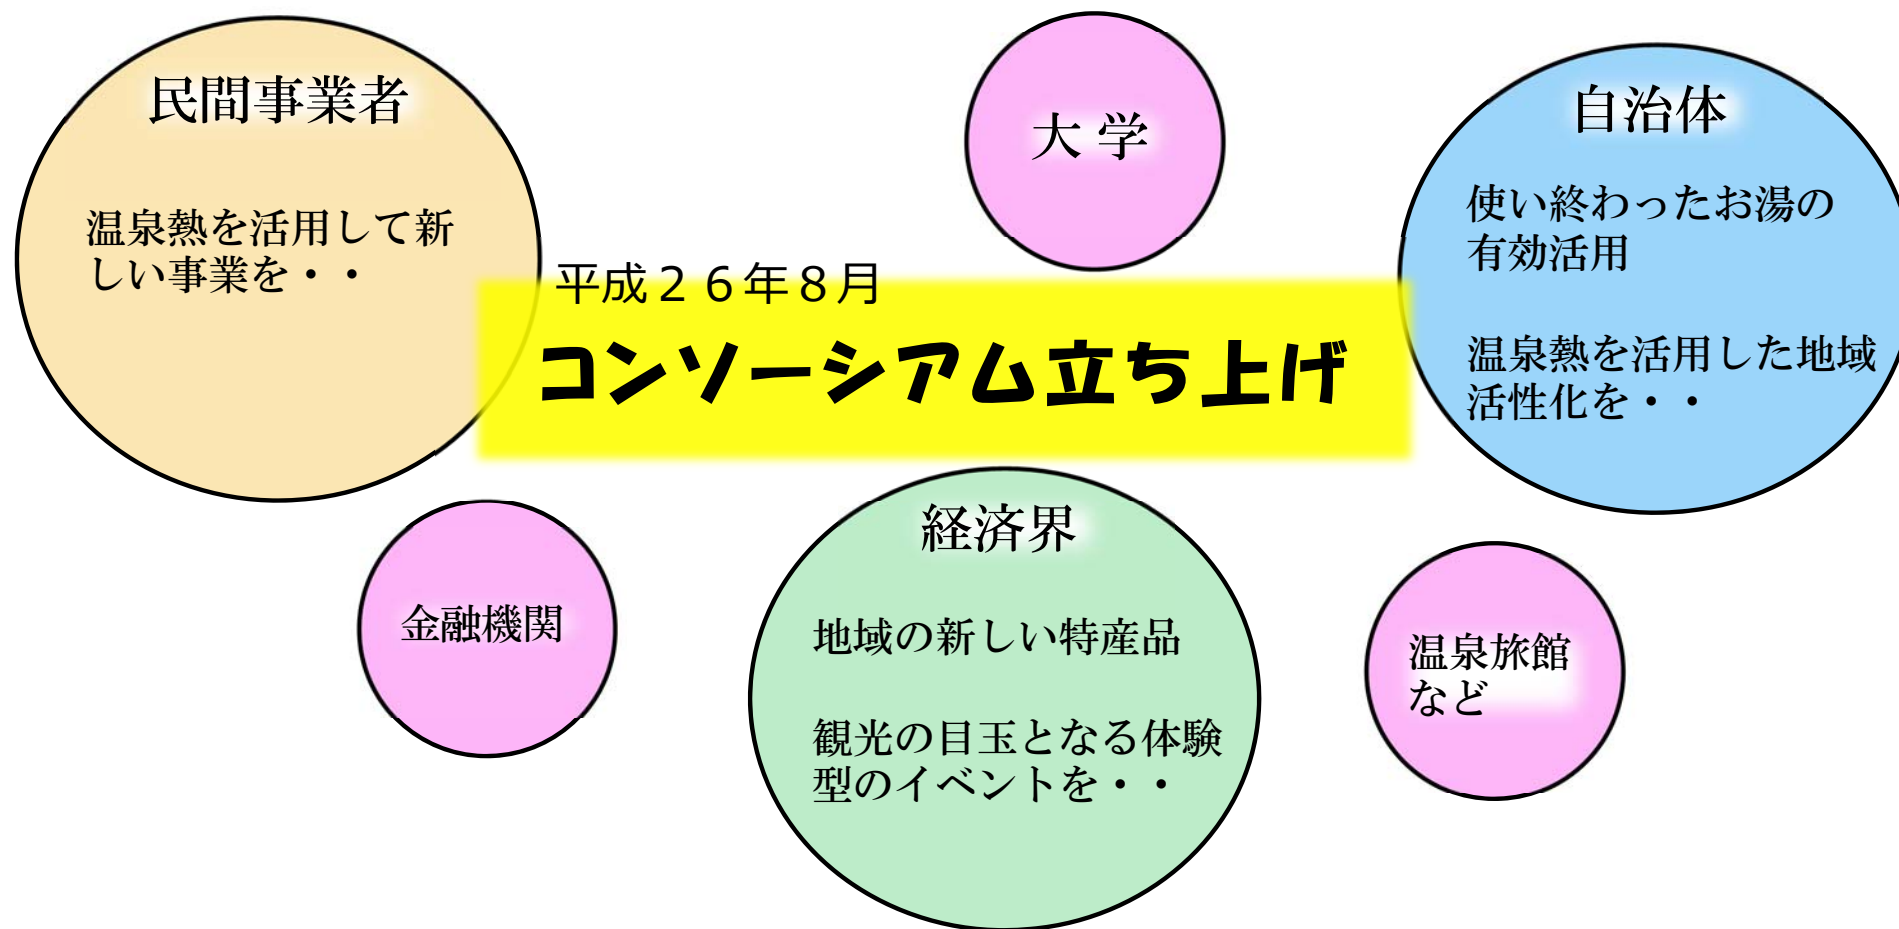 民間事業者
温泉熱を活用して新
しい事業を・・
大 学
自治体
使い終わったお湯の
有効活用
温泉熱を活用した地域
活性化を・・
平成２６年８月
コンソーシアム立ち上げ
金融機関
経済界
地域の新しい特産品
観光の目玉となる体験
型のイベントを・・
温泉旅館
など